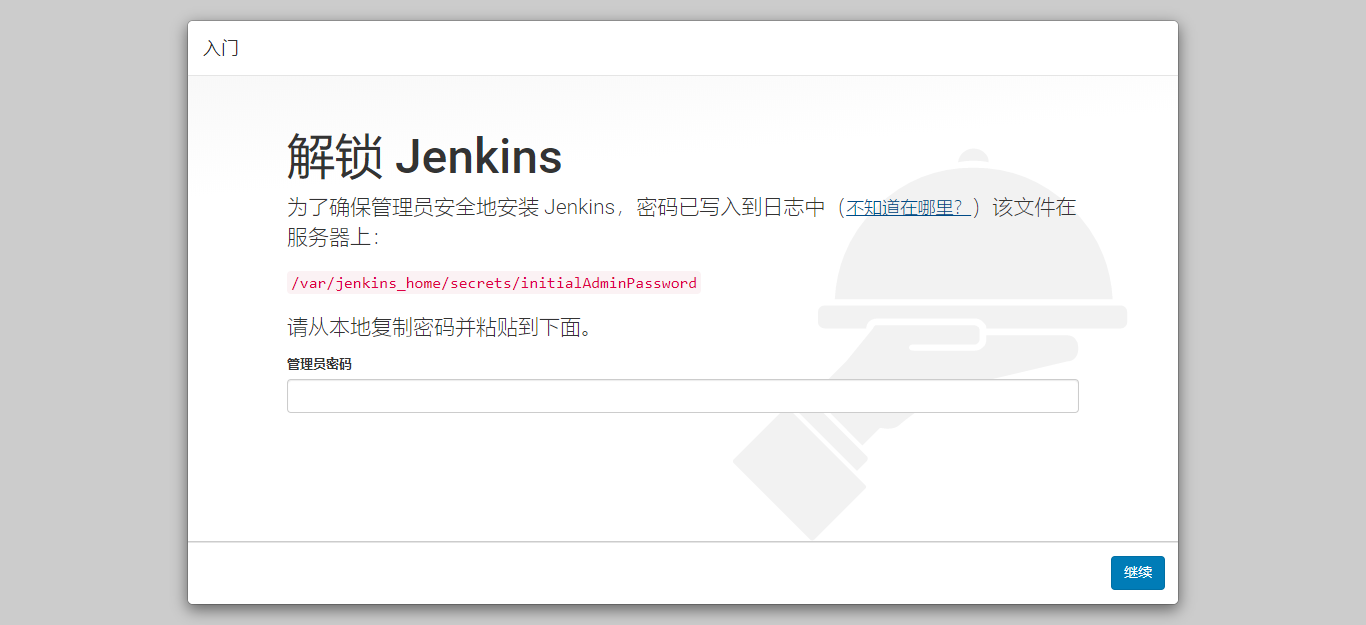 入门
解锁 Jenkins
为了确保管理员安全地安装 Jenkins，密码已写入到日志中（不知道在哪里？）该文件在
服务器上：
/var/jenkins_home/secrets/initialAdminPassword
请从本地复制密码并粘贴到下面。
管理员密码
继续